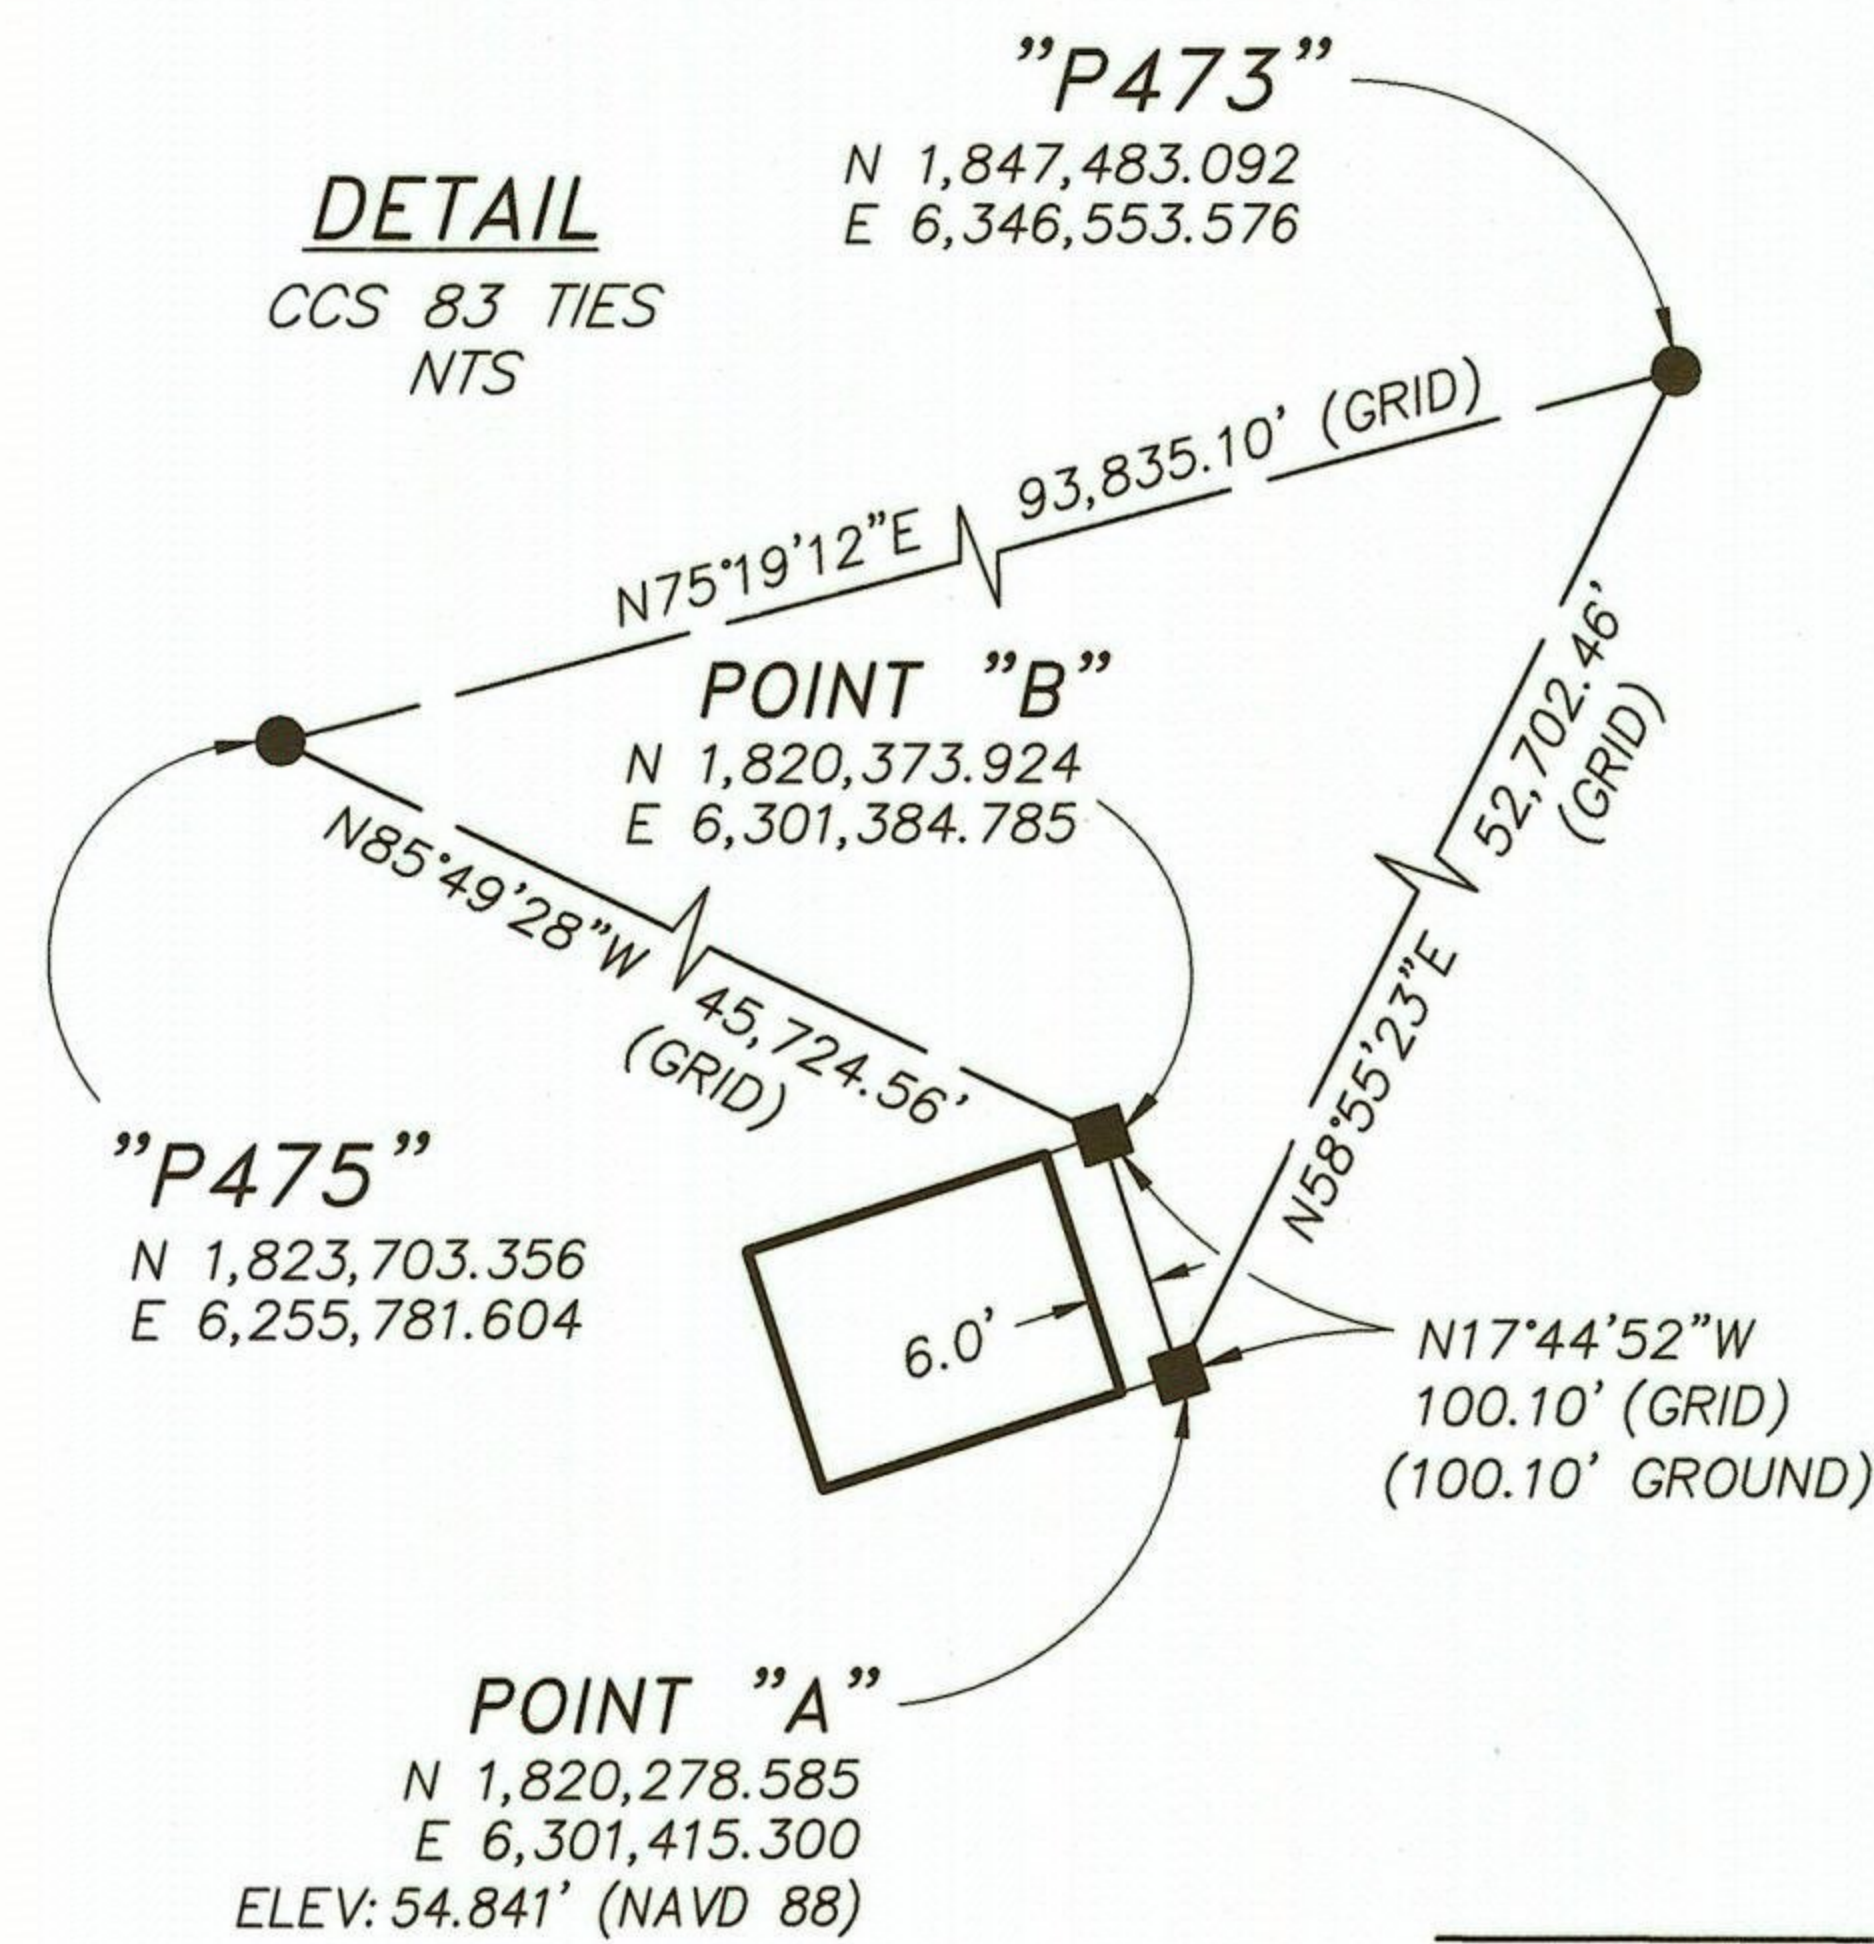 "P473"
N 1,847,483.092
E 6,346,553.576
DETAIL
CCS 83 TIES
NTS
N75°19'12"E
93,835.10' (GRID)
POINT "B"
N 1,820,373.924
E 6,301,384.785
52,702.46'
(GRID)
N58°55'23"E
N85°49'28"W
45,724.56'
(GRID)
"P475"
N 1,823,703.356
E 6,255,781.604
6.0'
N17°44'52"W
100.10' (GRID)
(100.10' GROUND)
POINT "A"
N 1,820,278.585
E 6,301,415.300
ELEV: 54.841' (NAVD 88)